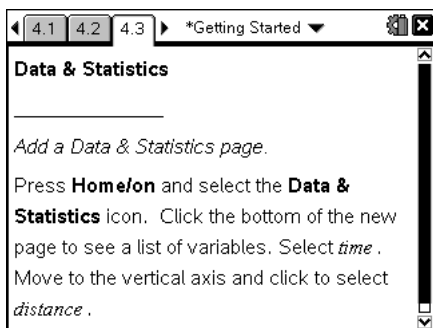 4.1 4.2 4.3 *Getting Started
Data & Statistics
Add a Data & Statistics page.
Press Home/on and select the Data &
Statistics icon. Click the bottom of the new
page to see a list of variables. Select time .
Move to the vertical axis and click to select
distance .